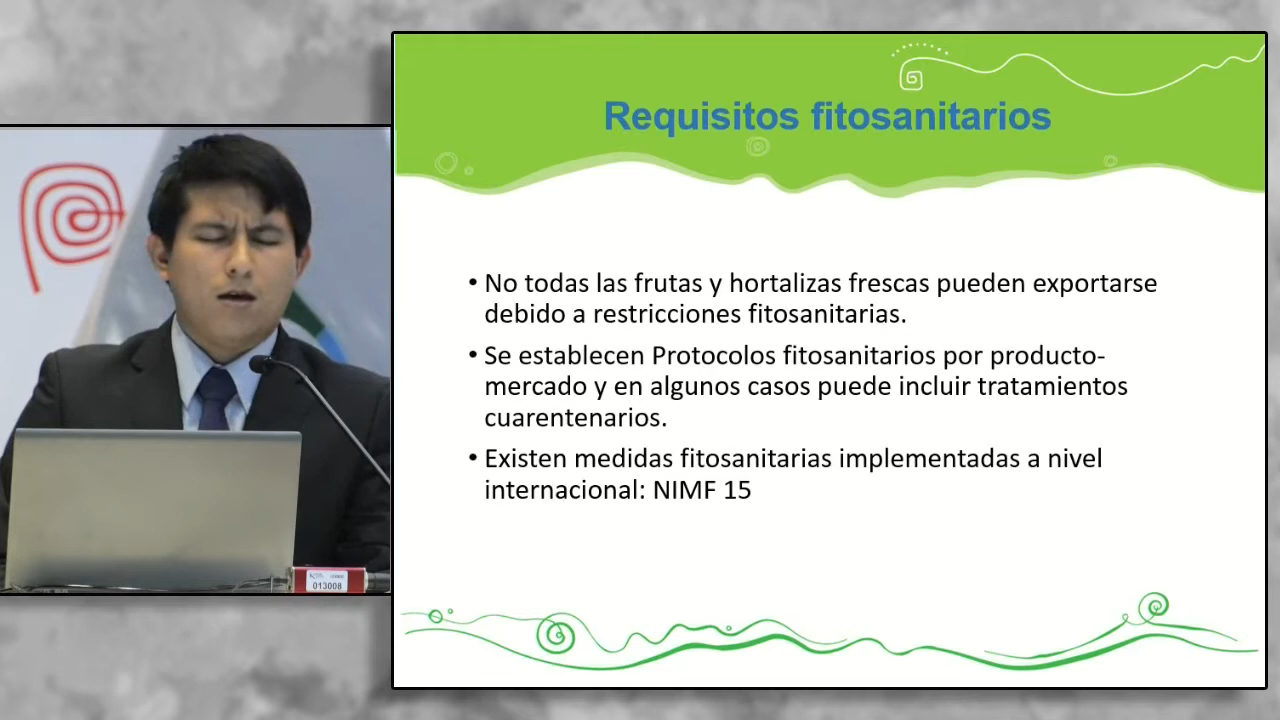 Requisitos fitosanitarios
• No todas las frutas y hortalizas frescas pueden exportarse
debido a restricciones fitosanitarias.
• Se establecen Protocolos fitosanitarios por producto-
mercado y en algunos casos puede incluir tratamientos
cuarentenarios.
• Existen medidas fitosanitarias implementadas a nivel
internacional: NIMF 15
013008